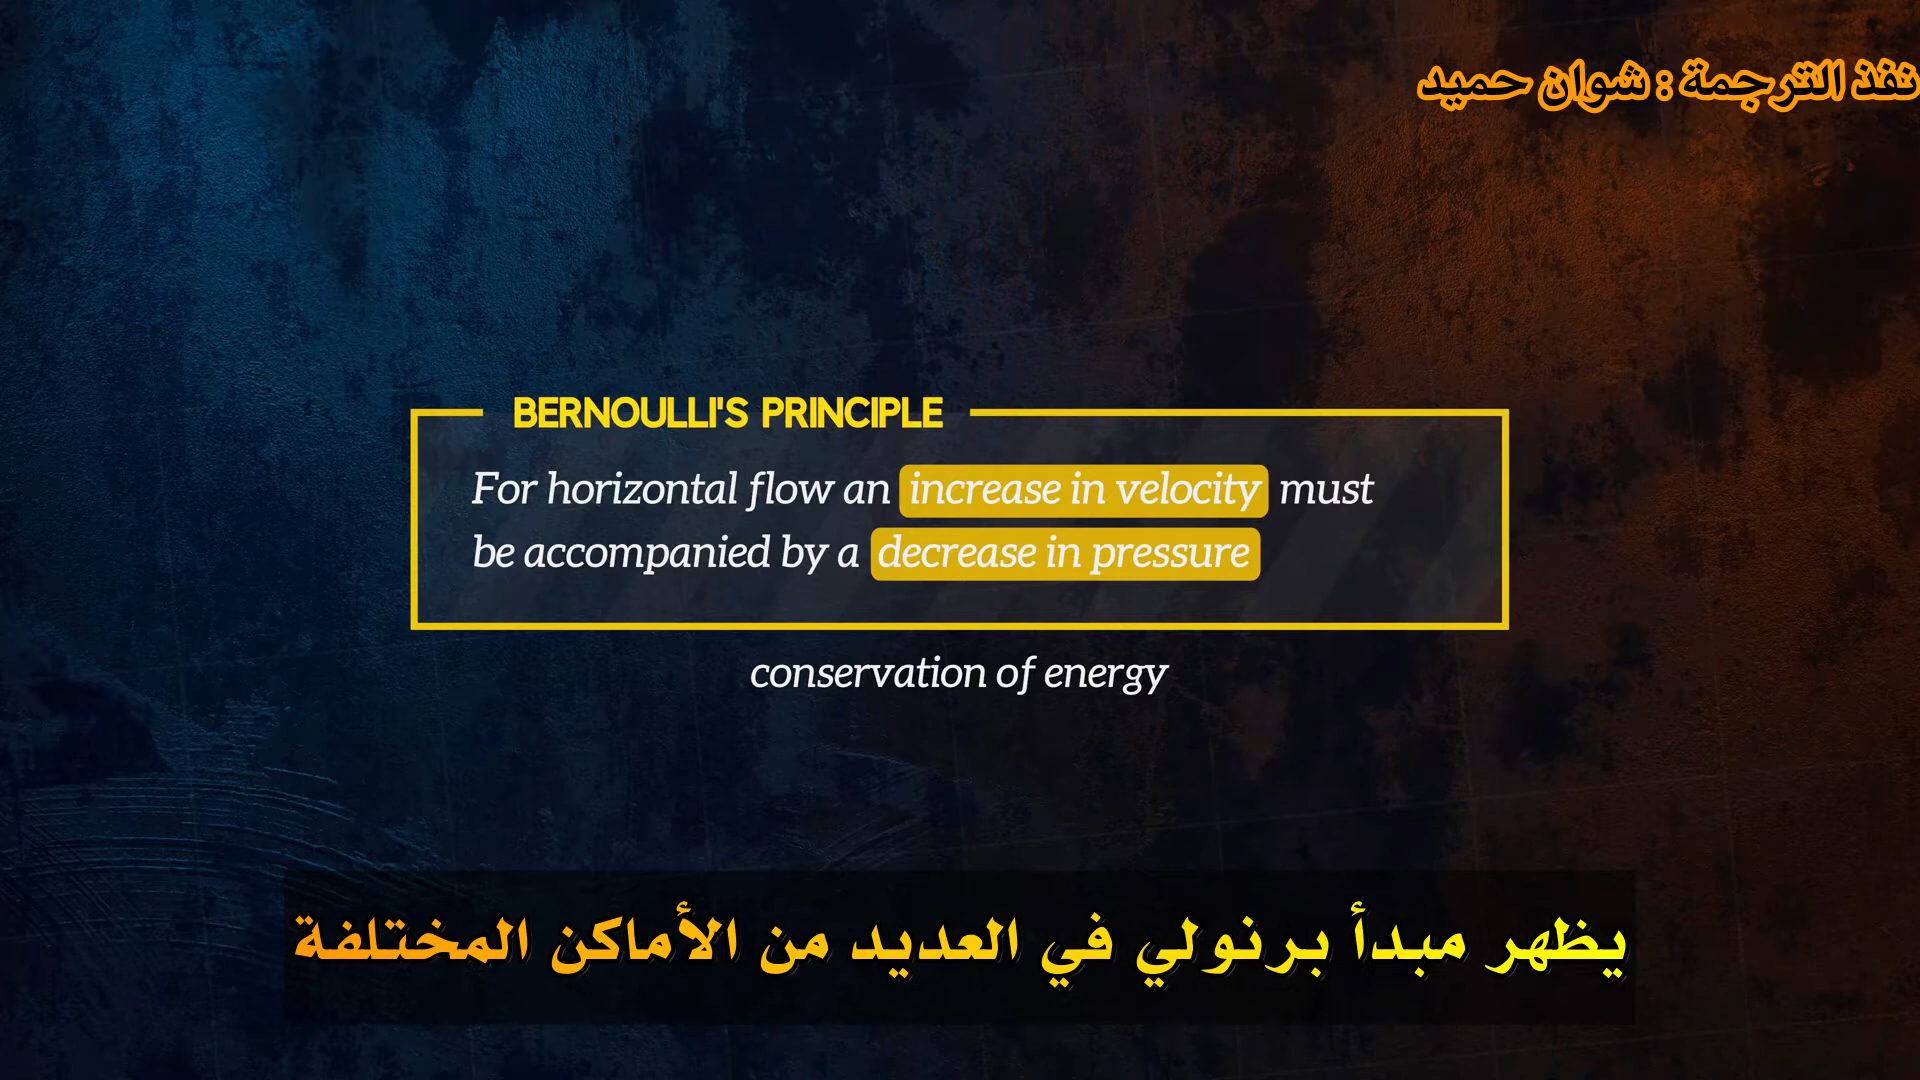 نفذ الترجمة : شوان حميد
BERNOULLI'S PRINCIPLE
For horizontal flow an increase in velocity must
be accompanied by a decrease in pressure
conservation of energy
يظهر مبدأ برنولي في العديد من الأماكن المختلفة